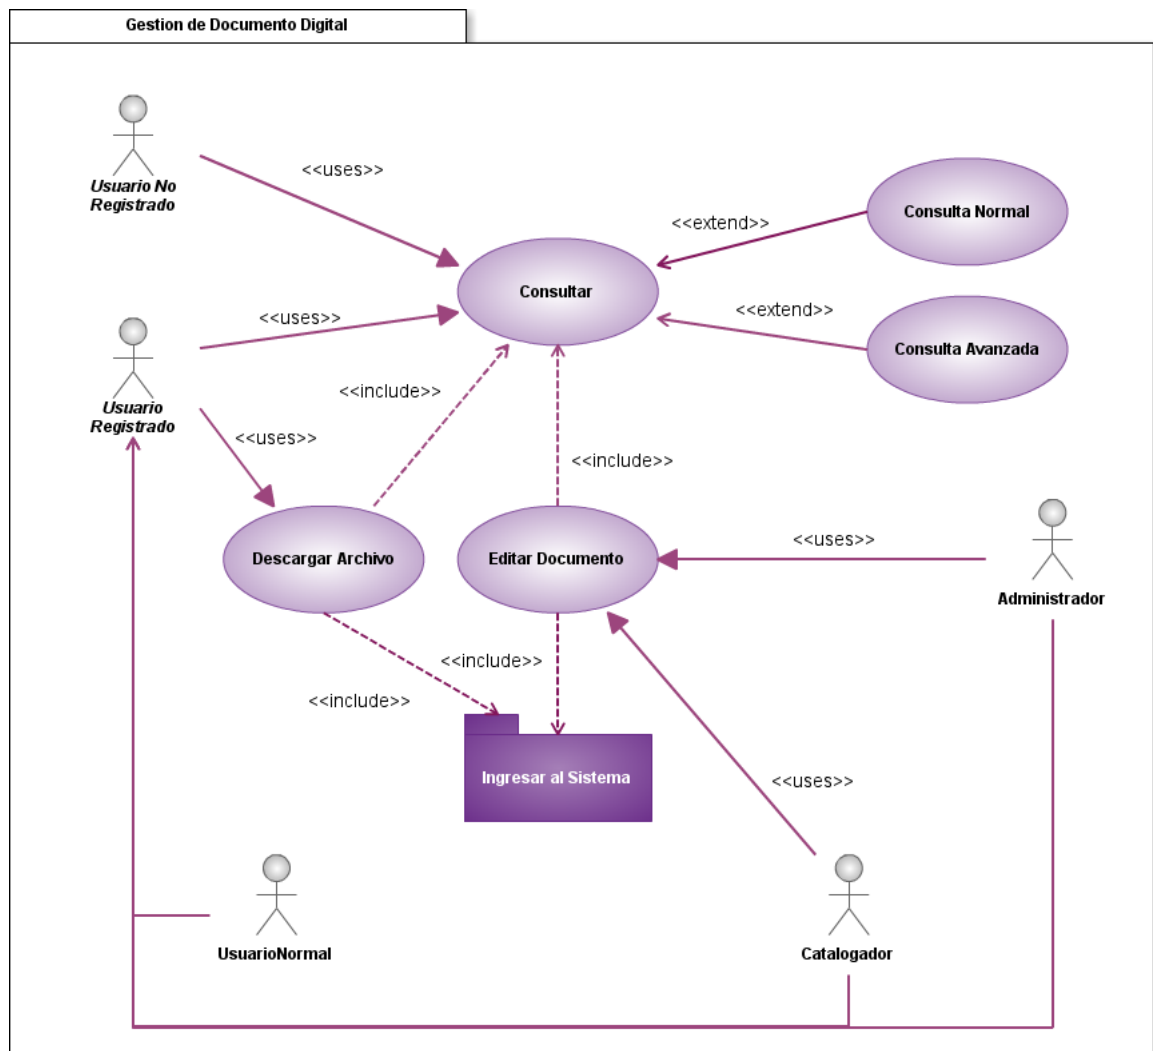 Gestion de Documento Digital
Usuario No
Registrado
<<uses>>
<<extend>>
Consulta Normal
Consultar
<<uses>>
<<extend>>
Consulta Avanzada
Usuario
Registrado
<<include>>
<<uses>>
<<include>>
Descargar Archivo
Editar Documento
<<uses>>
Administrador
<<include>>
<<include>>
Ingresar al Sistema
<<uses>>
UsuarioNormal
Catalogador